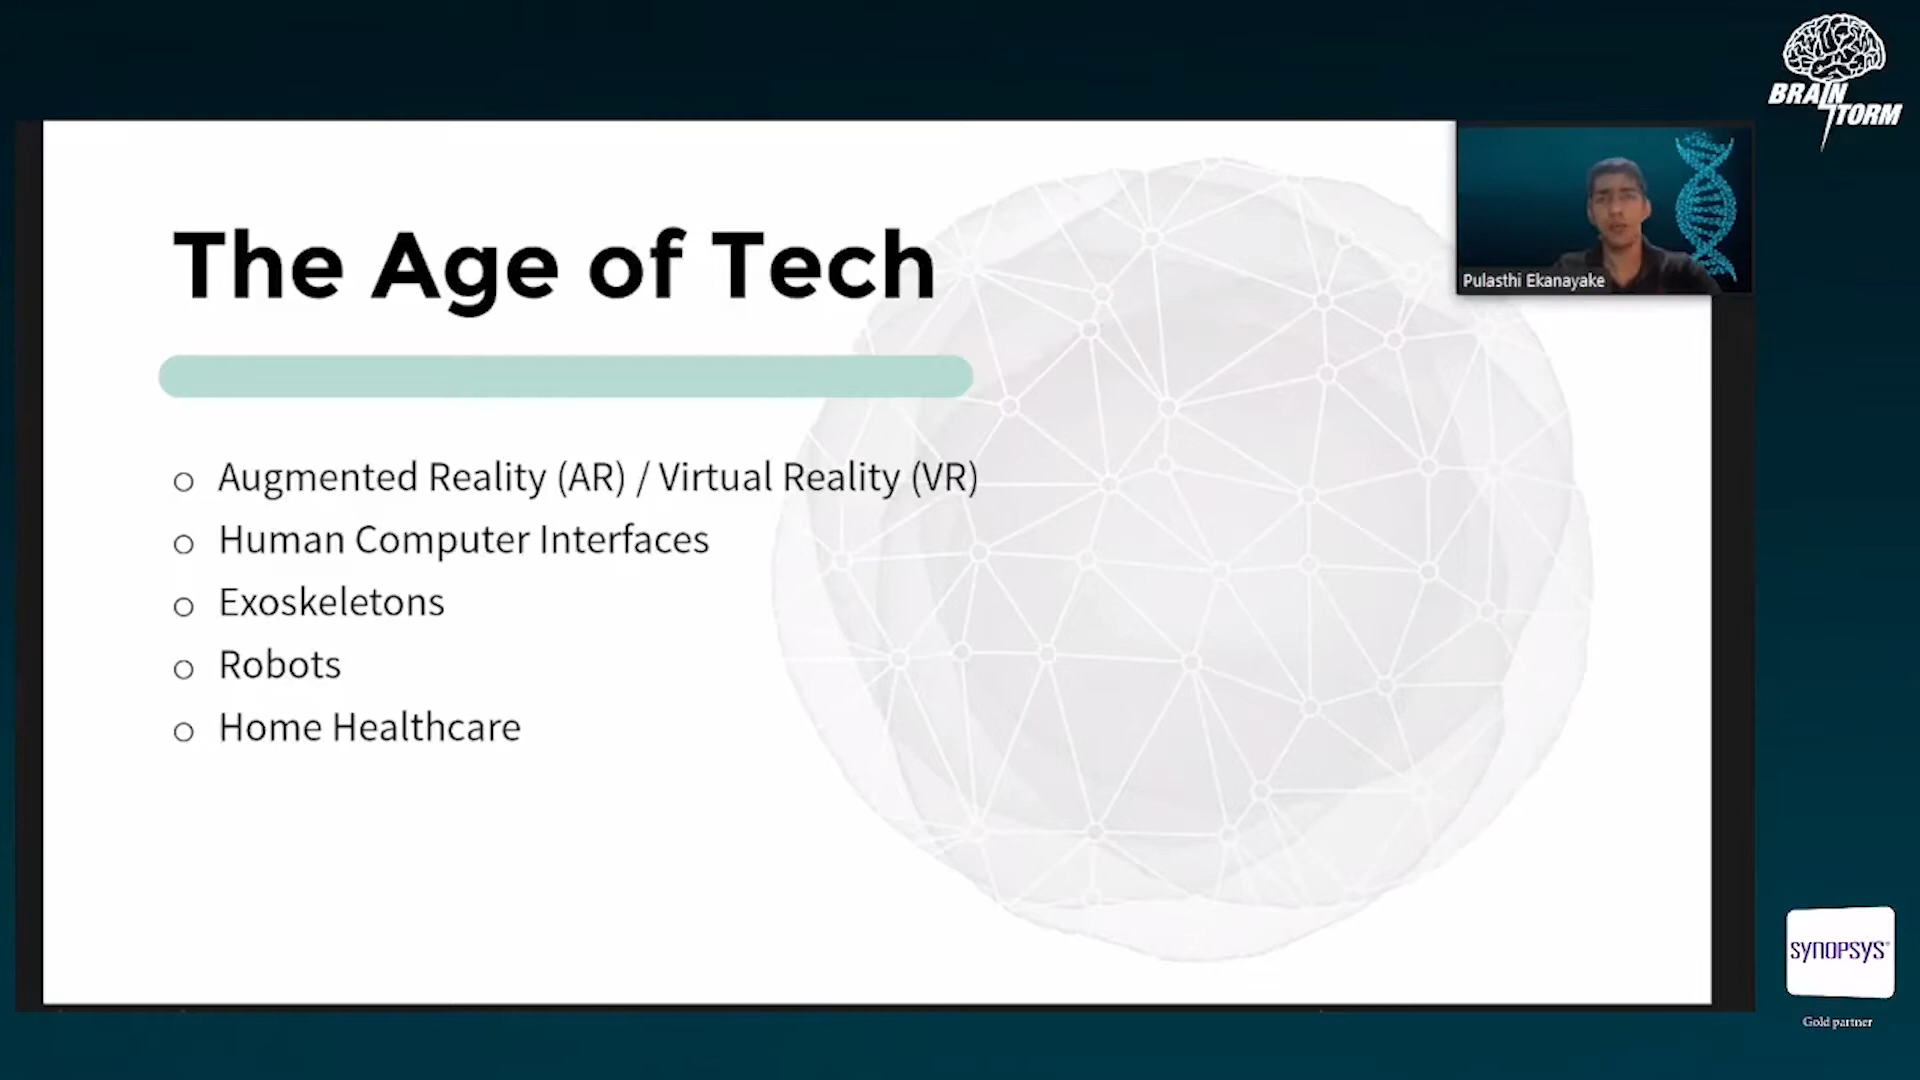 BRAIN
STORM
The Age of Tech
Pulasthi Ekanayake
o Augmented Reality (AR) / Virtual Reality (VR)
o Human Computer Interfaces
o Exoskeletons
o Robots
o Home Healthcare
SYNOPSYS®
Gold partner